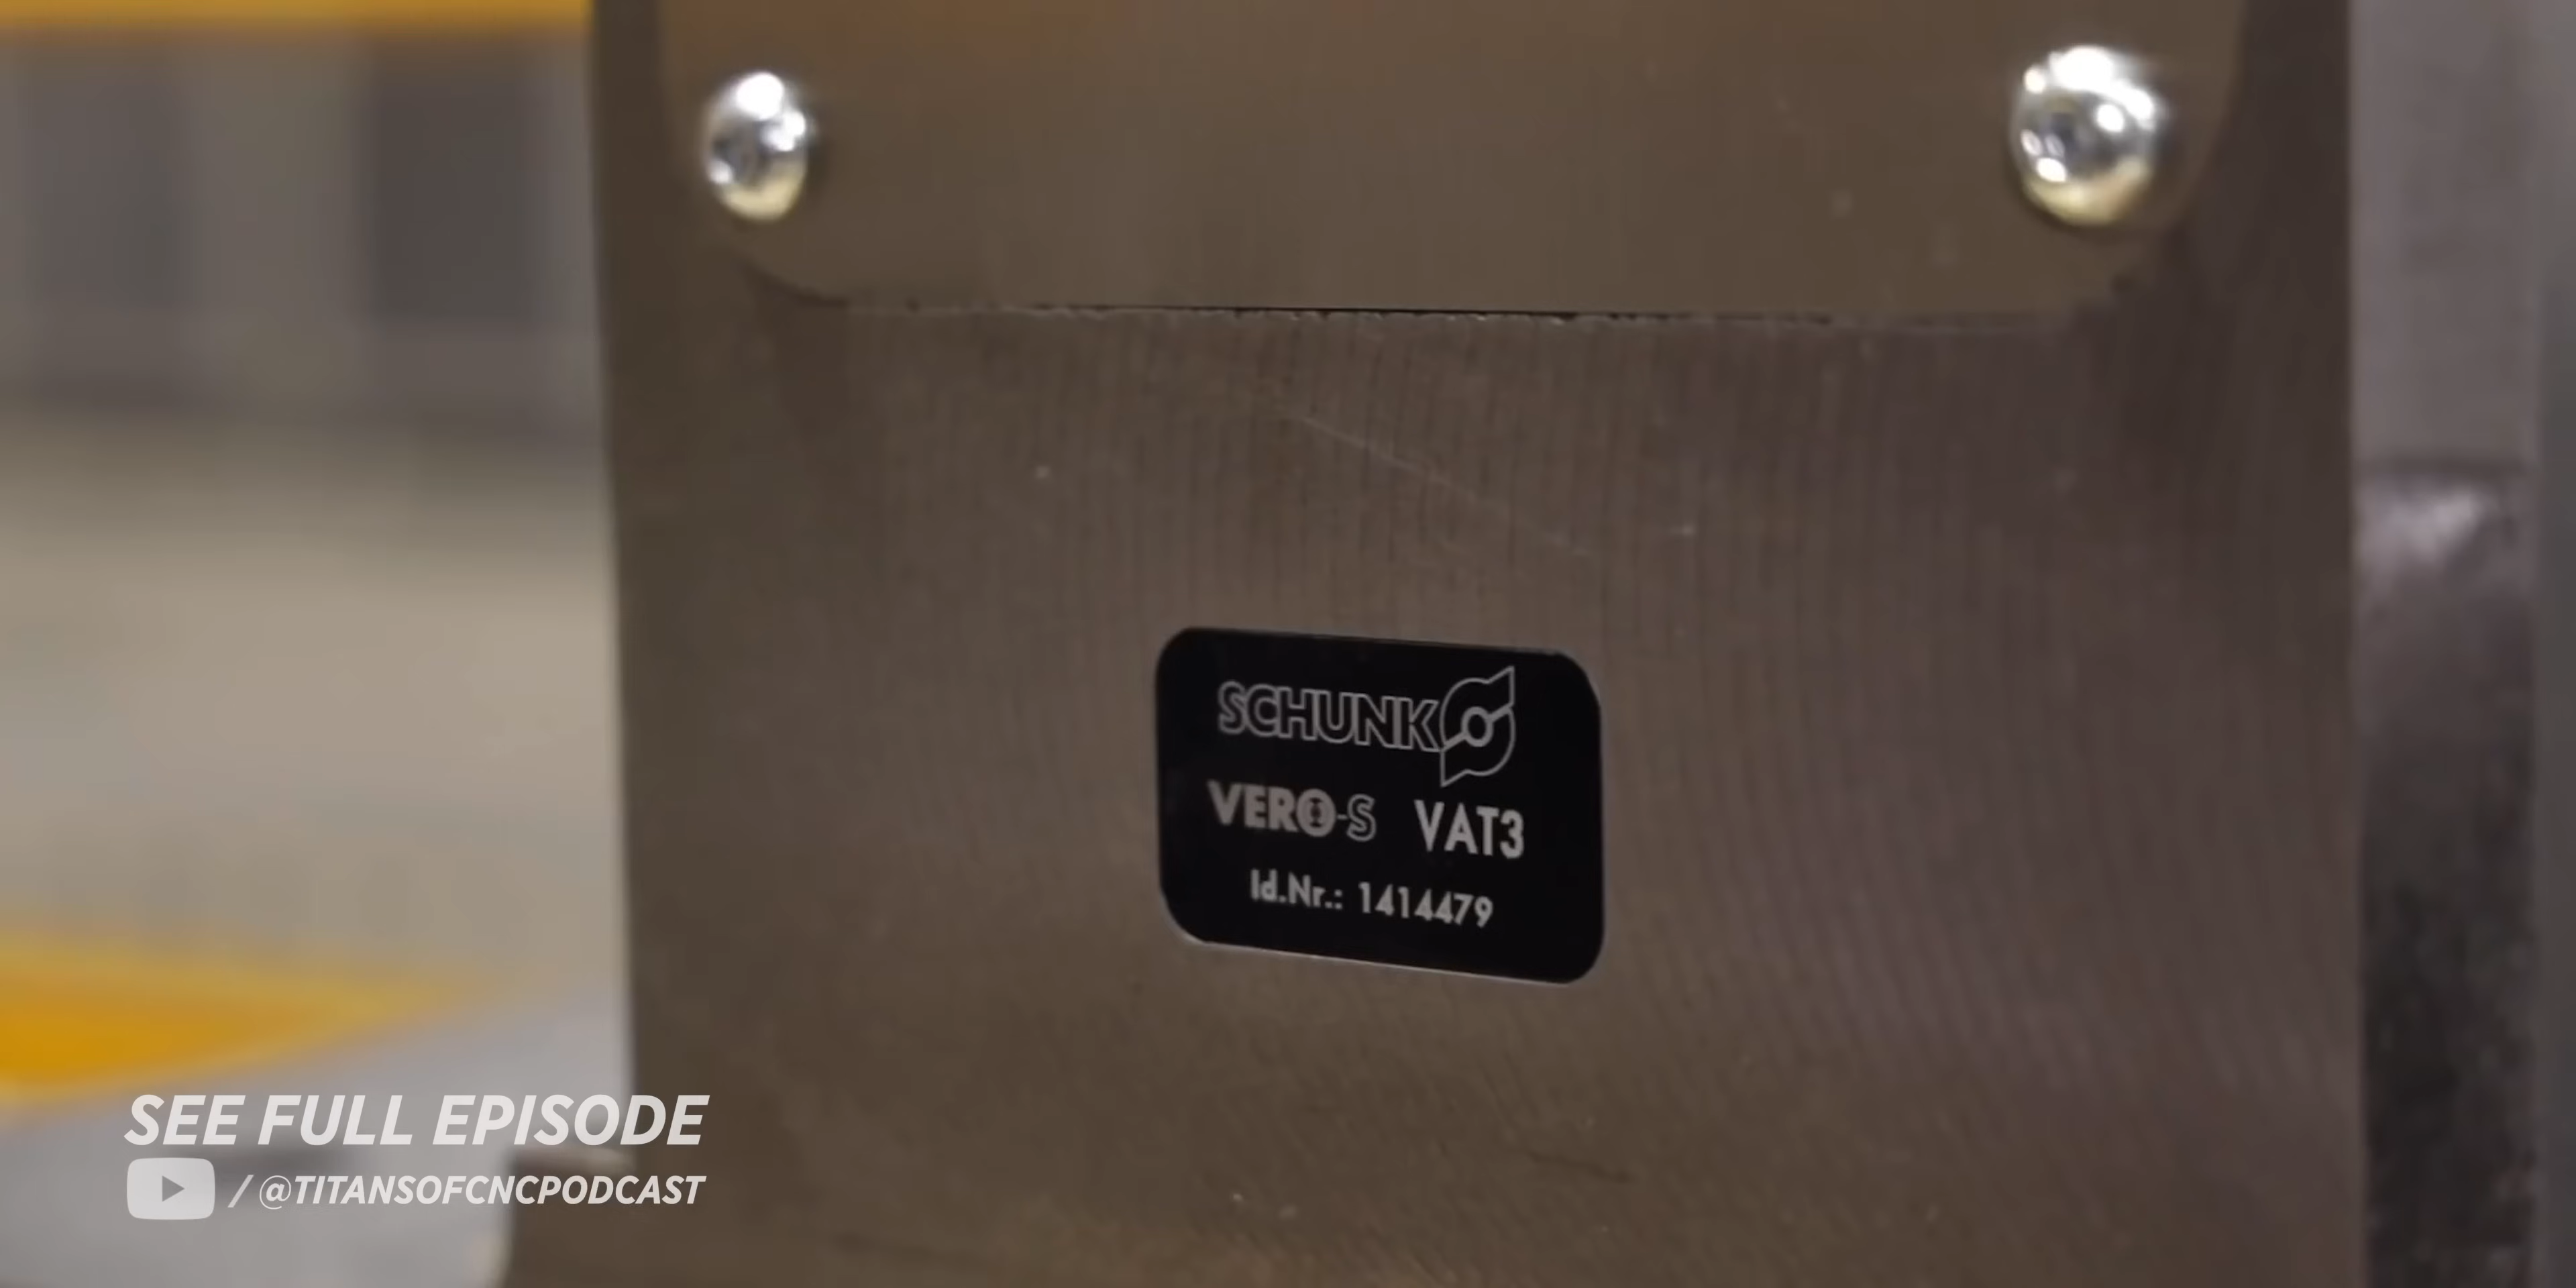 SCHUNK
VERO-S VAT3
Id.Nr.: 1414479
SEE FULL EPISODE
/@TITANSOFCNCPODCAST